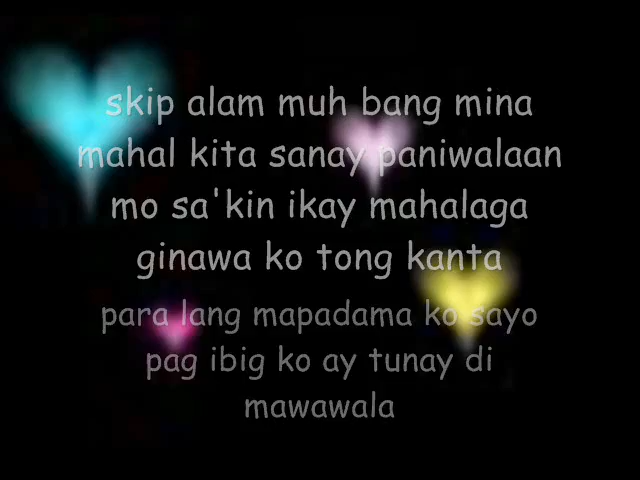 skip alam muh bang mina
mahal kita sanay paniwalaan
mo sa'kin ikay mahalaga
ginawa ko tong kanta
para lang mapadama ko sayo
pag ibig ko ay tunay di
mawawala